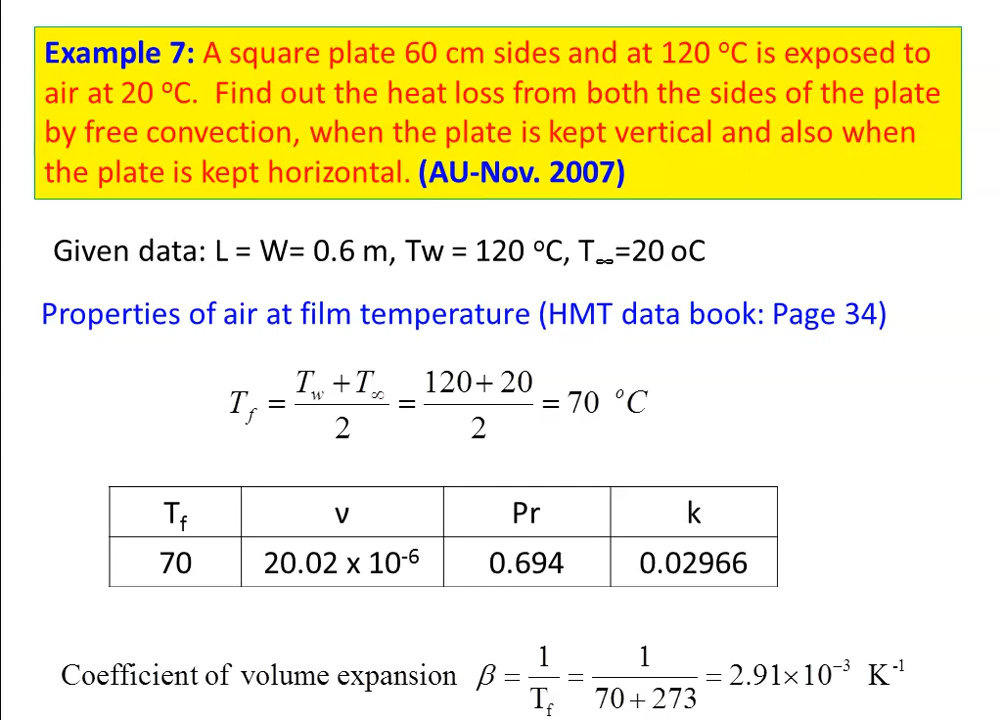 Example 7: A square plate 60 cm sides and at 120 ºC is exposed to
air at 20 ºC. Find out the heat loss from both the sides of the plate
by free convection, when the plate is kept vertical and also when
the plate is kept horizontal. (AU-Nov. 2007)
Given data: L = W= 0.6 m, Tw = 120 ºC, T∞=20 oC
Properties of air at film temperature (HMT data book: Page 34)
T_f = (T_w + T_∞)/2 = (120 + 20)/2 = 70 ºC
T_f ν Pr k
70 20.02 x 10^-6 0.694 0.02966
Coefficient of volume expansion β = 1/T_f = 1/(70 + 273) = 2.91×10^-3 K^-1